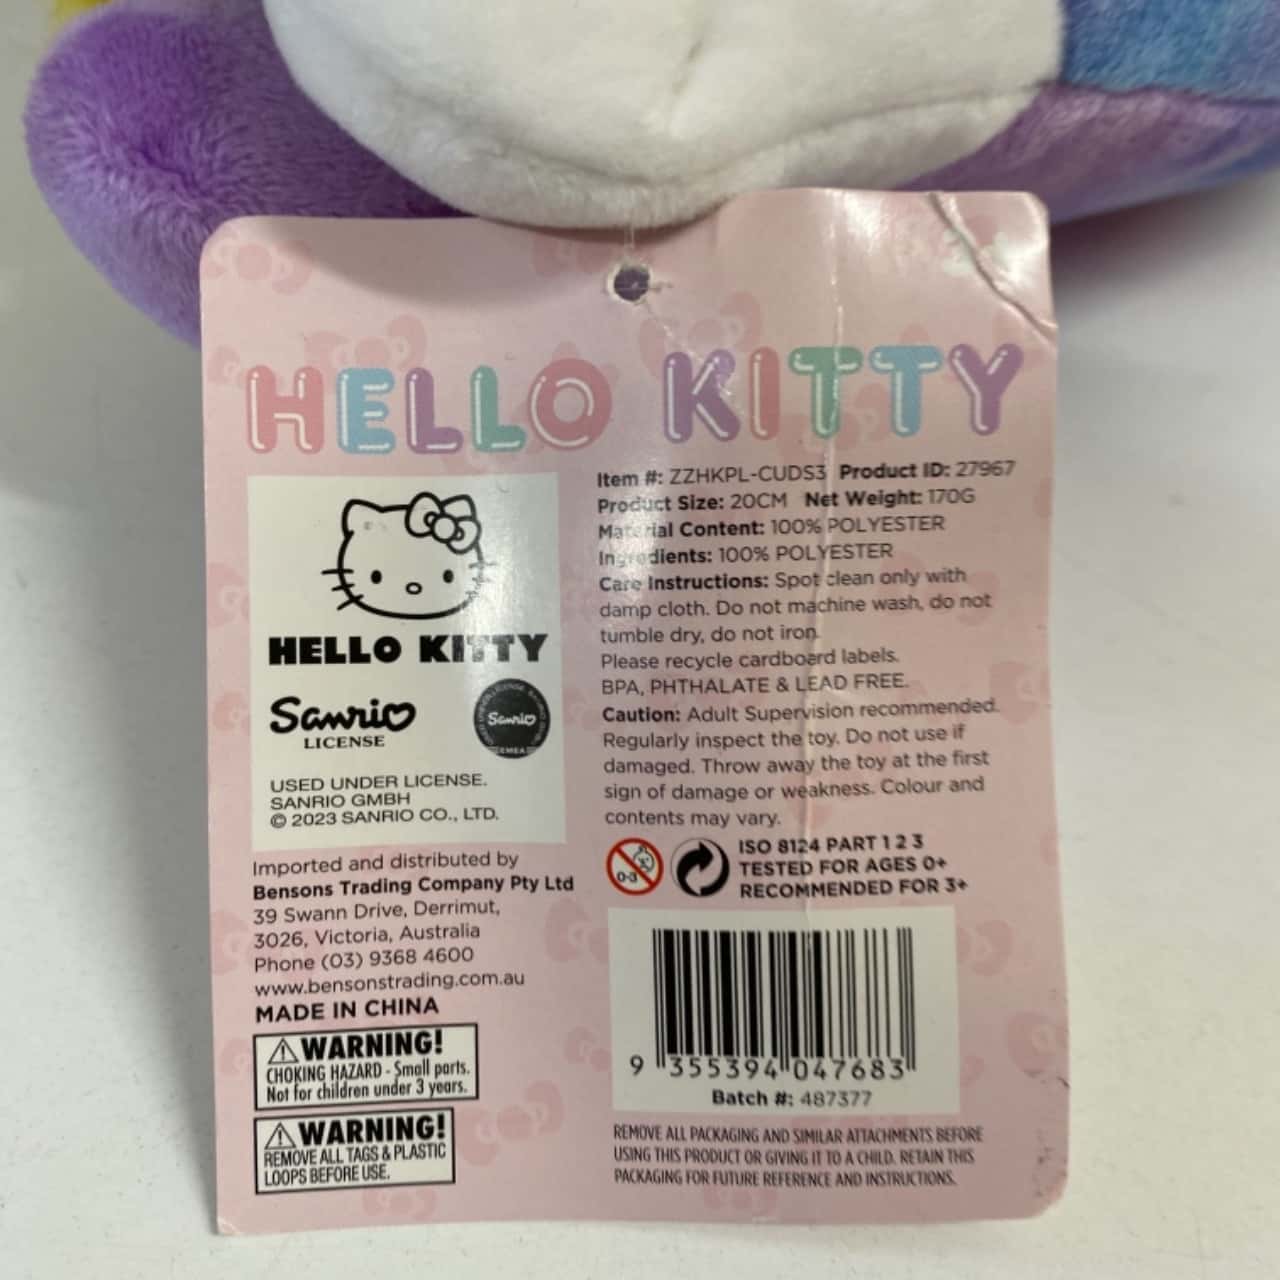 HELLO KITTY
HELLO KITTY
Sanrio
LICENSE
Sanrio
EMEA
USED UNDER LICENSE.
SANRIO GMBH
© 2023 SANRIO CO., LTD.
Imported and distributed by
Bensons Trading Company Pty Ltd
39 Swann Drive, Derrimut,
3026, Victoria, Australia
Phone (03) 9368 4600
www.bensonstrading.com.au
MADE IN CHINA
WARNING!
CHOKING HAZARD - Small parts.
Not for children under 3 years.
WARNING!
REMOVE ALL TAGS & PLASTIC
LOOPS BEFORE USE.
Item #: ZZHKPL-CUDS3 Product ID: 27967
Product Size: 20CM Net Weight: 170G
Material Content: 100% POLYESTER
Ingredients: 100% POLYESTER
Care Instructions: Spot clean only with
damp cloth. Do not machine wash, do not
tumble dry, do not iron.
Please recycle cardboard labels.
BPA, PHTHALATE & LEAD FREE.
Caution: Adult Supervision recommended.
Regularly inspect the toy. Do not use if
damaged. Throw away the toy at the first
sign of damage or weakness. Colour and
contents may vary.
0-3
ISO 8124 PART 1 2 3
TESTED FOR AGES 0+
RECOMMENDED FOR 3+
9 355394 047683
Batch #: 487377
REMOVE ALL PACKAGING AND SIMILAR ATTACHMENTS BEFORE
USING THIS PRODUCT OR GIVING IT TO A CHILD. RETAIN THIS
PACKAGING FOR FUTURE REFERENCE AND INSTRUCTIONS.